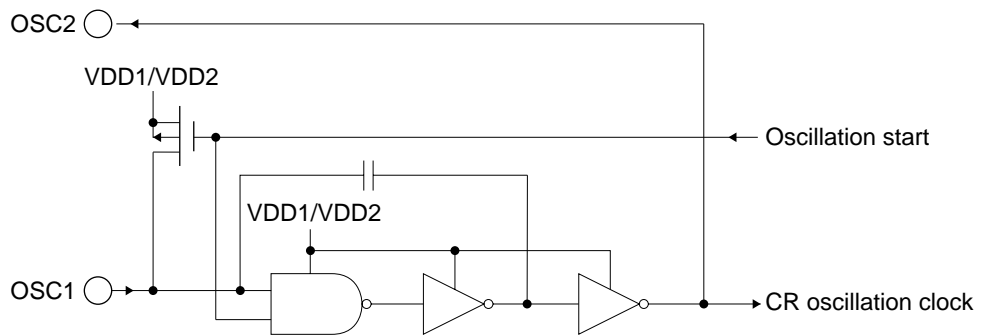 OSC2
VDD1/VDD2
Oscillation start
VDD1/VDD2
OSC1
CR oscillation clock